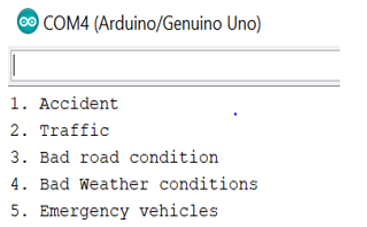 COM4 (Arduino/Genuino Uno)
1. Accident
2. Traffic
3. Bad road condition
4. Bad Weather conditions
5. Emergency vehicles